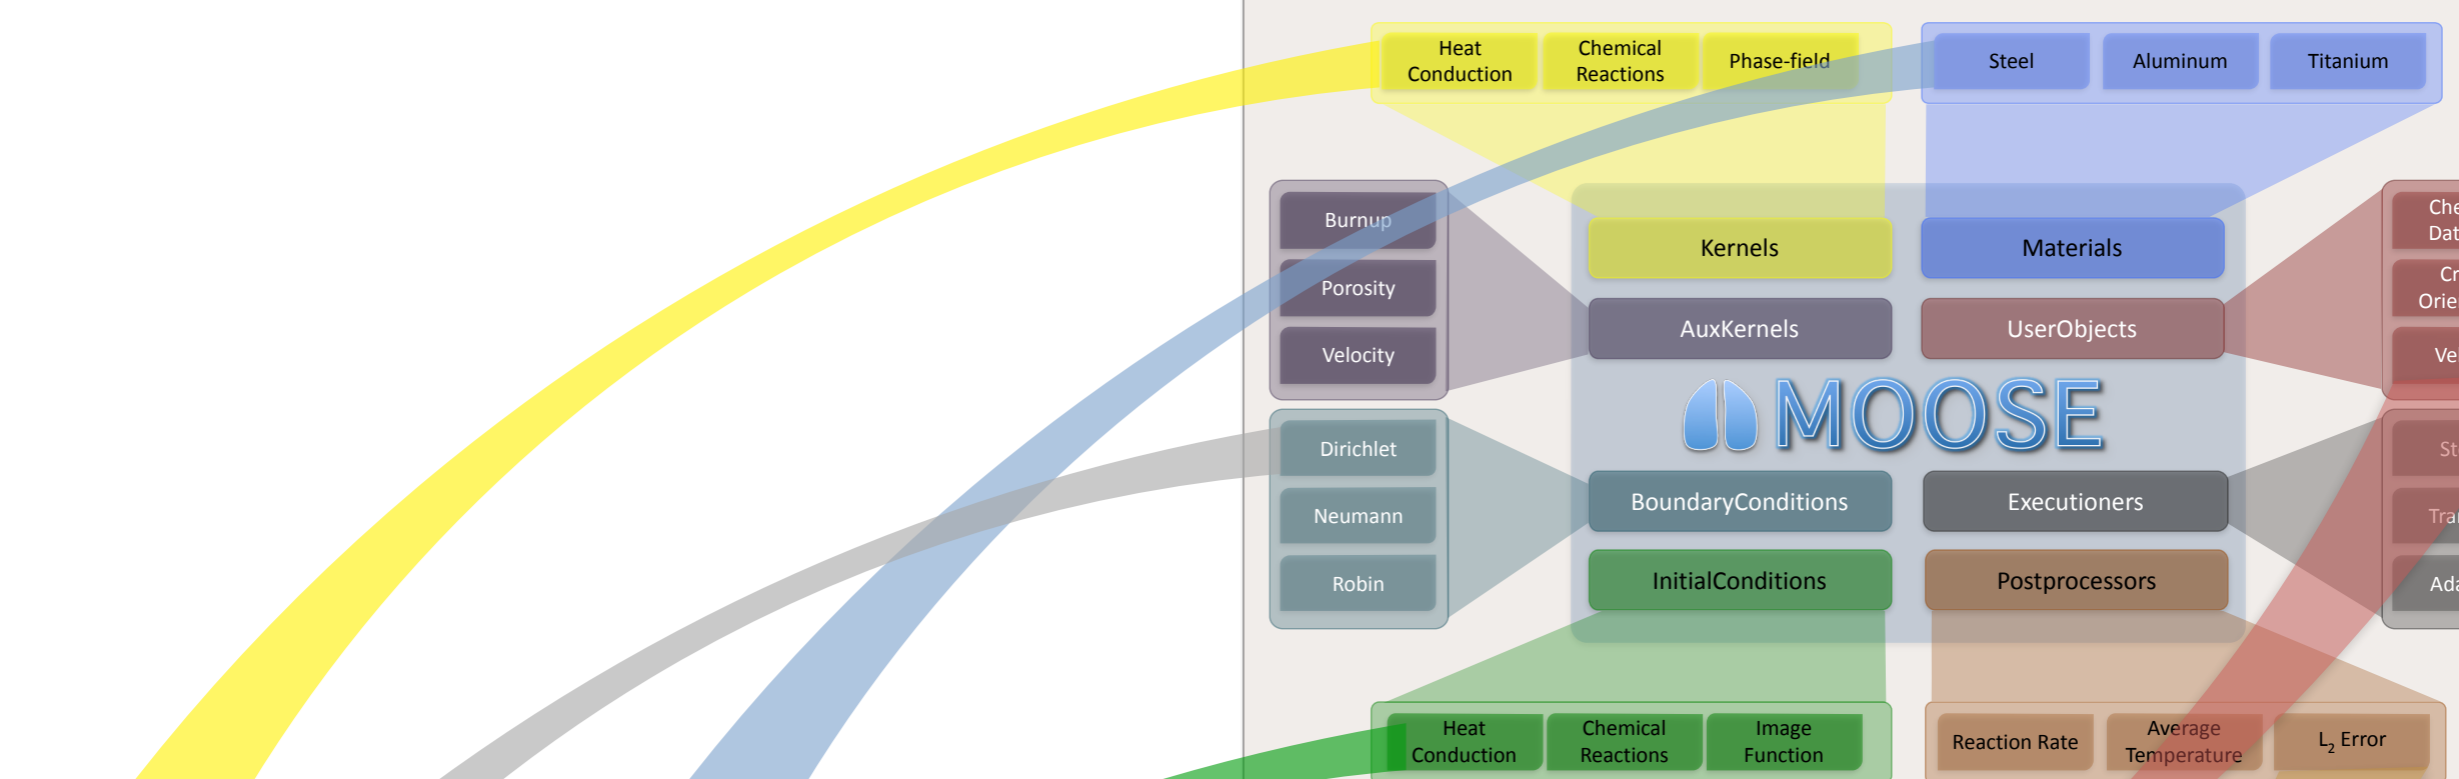 Heat
Conduction
Chemical
Reactions
Phase-field
Steel
Aluminum
Titanium
Burnup
Porosity
Velocity
Kernels
Materials
AuxKernels
UserObjects
MOOSE
Dirichlet
Neumann
Robin
BoundaryConditions
Executioners
InitialConditions
Postprocessors
Heat
Conduction
Chemical
Reactions
Image
Function
Reaction Rate
Average
Temperature
L2 Error